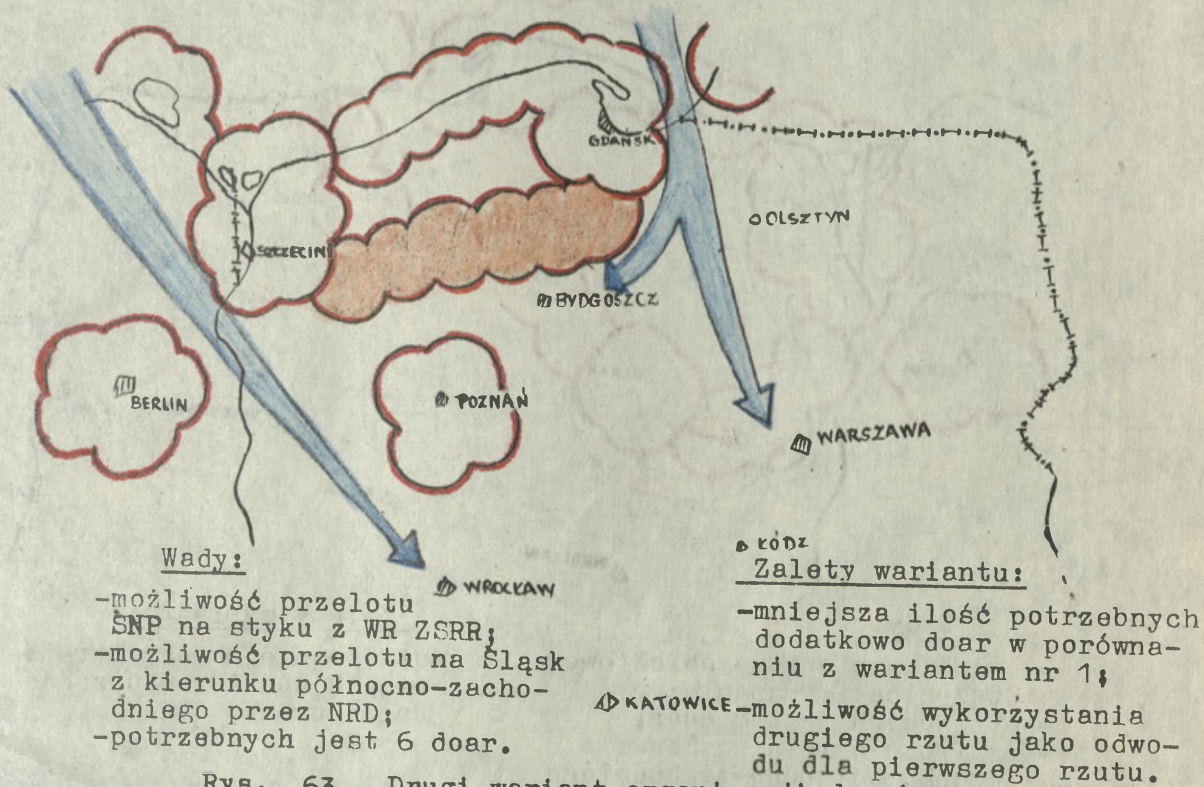 GDAŃSK
OLSZTYN
SZCZECIN
BYDGOSZCZ
BERLIN
POZNAŃ
WARSZAWA
ŁÓDZ
WROCŁAW
KATOWICE
Wady:
-możliwość przelotu
ŚNP na styku z WR ZSRR;
-możliwość przelotu na Śląsk
z kierunku północno-zacho-
dniego przez NRD;
-potrzebnych jest 6 doar.
Zalety wariantu:
-mniejsza ilość potrzebnych
dodatkowo doar w porówna-
niu z wariantem nr 1;
-możliwość wykorzystania
drugiego rzutu jako odwo-
du dla pierwszego rzutu.
Rys. 63. Drugi wariant